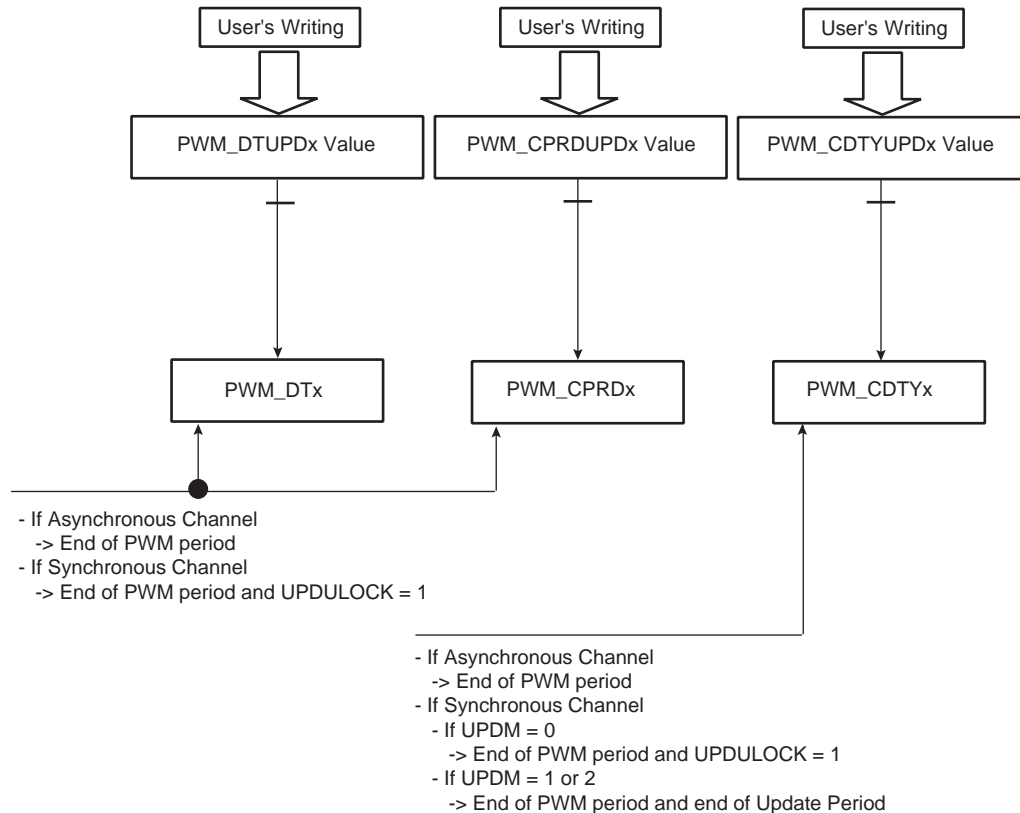 User's Writing
User's Writing
User's Writing
PWM_DTUPDx Value
PWM_CPRDUPDx Value
PWM_CDTYUPDx Value
PWM_DTx
PWM_CPRDx
PWM_CDTYx
- If Asynchronous Channel
-> End of PWM period
- If Synchronous Channel
-> End of PWM period and UPDULOCK = 1
- If Asynchronous Channel
-> End of PWM period
- If Synchronous Channel
- If UPDM = 0
-> End of PWM period and UPDULOCK = 1
- If UPDM = 1 or 2
-> End of PWM period and end of Update Period